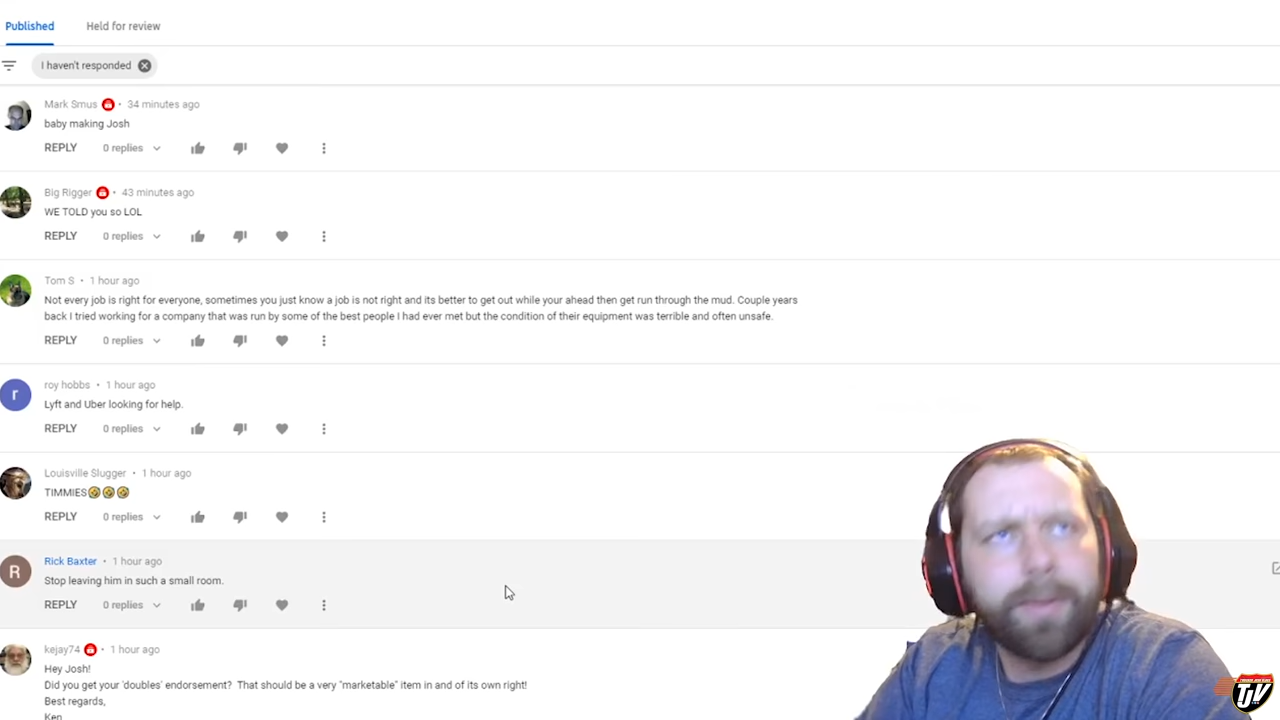 Published Held for review
I haven't responded
Mark Smus • 34 minutes ago
baby making Josh
REPLY 0 replies
Big Rigger • 43 minutes ago
WE TOLD you so LOL
REPLY 0 replies
Tom S • 1 hour ago
Not every job is right for everyone, sometimes you just know a job is not right and its better to get out while your ahead then get run through the mud. Couple years
back I tried working for a company that was run by some of the best people I had ever met but the condition of their equipment was terrible and often unsafe.
REPLY 0 replies
roy hobbs • 1 hour ago
r
Lyft and Uber looking for help.
REPLY 0 replies
Louisville Slugger • 1 hour ago
TIMMIES🤣🤣🤣
REPLY 0 replies
Rick Baxter • 1 hour ago
R
Stop leaving him in such a small room.
REPLY 0 replies
kejay74 • 1 hour ago
Hey Josh!
Did you get your 'doubles' endorsement? That should be a very "marketable" item in and of its own right!
Best regards,
Ken
TJV